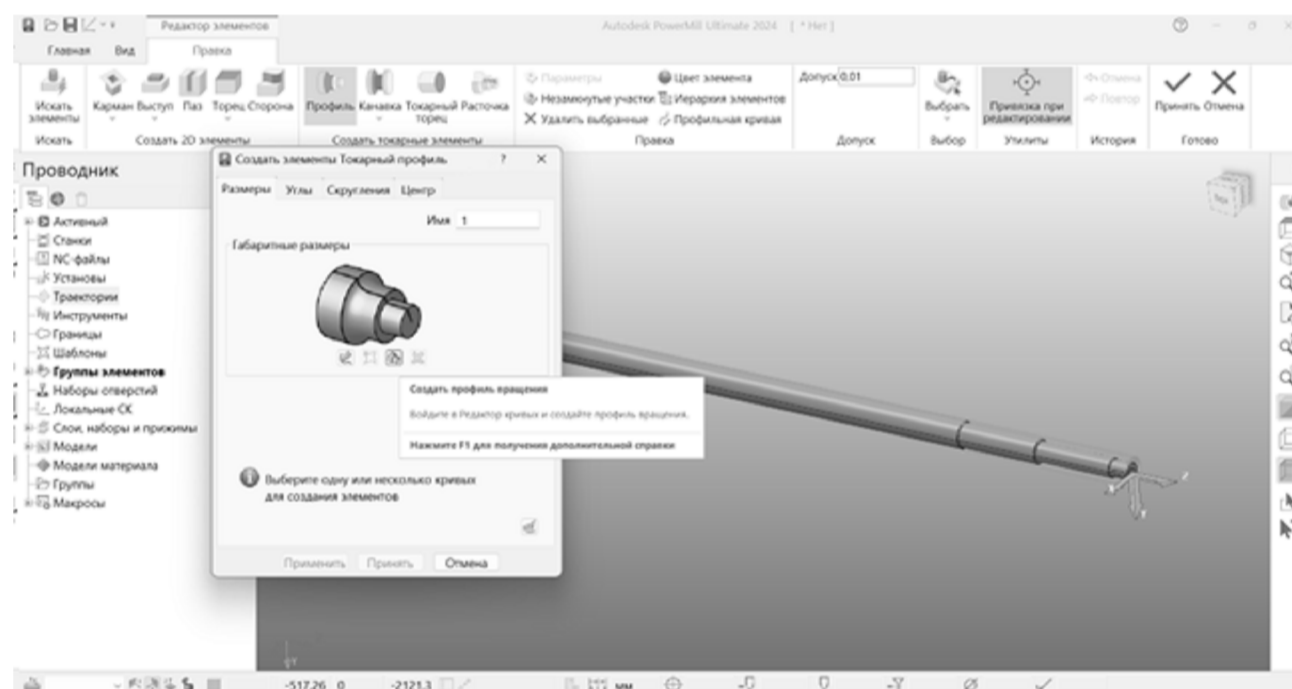 Редактор элементов
Autodesk PowerMill Ultimate 2024 [ * Нет ]
Главная Вид Правка
Искать элементы
Карман Выступ Паз Торец Сторона
Профиль Канавка Токарный торец Расточка
Параметры
Цвет элемента
Незамкнутые участки
Иерархия элементов
Удалить выбранные
Профильная кривая
Допуск 0,01
Выбрать
Привязка при редактировании
Отмена
Повтор
Принять Отмена
Искать Создать 2D элементы Создать токарные элементы Правка Допуск Выбор Утилиты История Готово
Проводник
Активный
Станки
NC-файлы
Установы
Траектории
Инструменты
Границы
Шаблоны
Группы элементов
Наборы отверстий
Локальные СК
Слои, наборы и прижимы
Модели
Модели материала
Группы
Макросы
Создать элементы Токарный профиль ? ×
Размеры Углы Скругления Центр
Имя 1
Габаритные размеры
Создать профиль вращения
Войдите в Редактор кривых и создайте профиль вращения.
Нажмите F1 для получения дополнительной справки
Выберите одну или несколько кривых
для создания элементов
Применить Принять Отмена
-517,26 0 -2121,3 мм